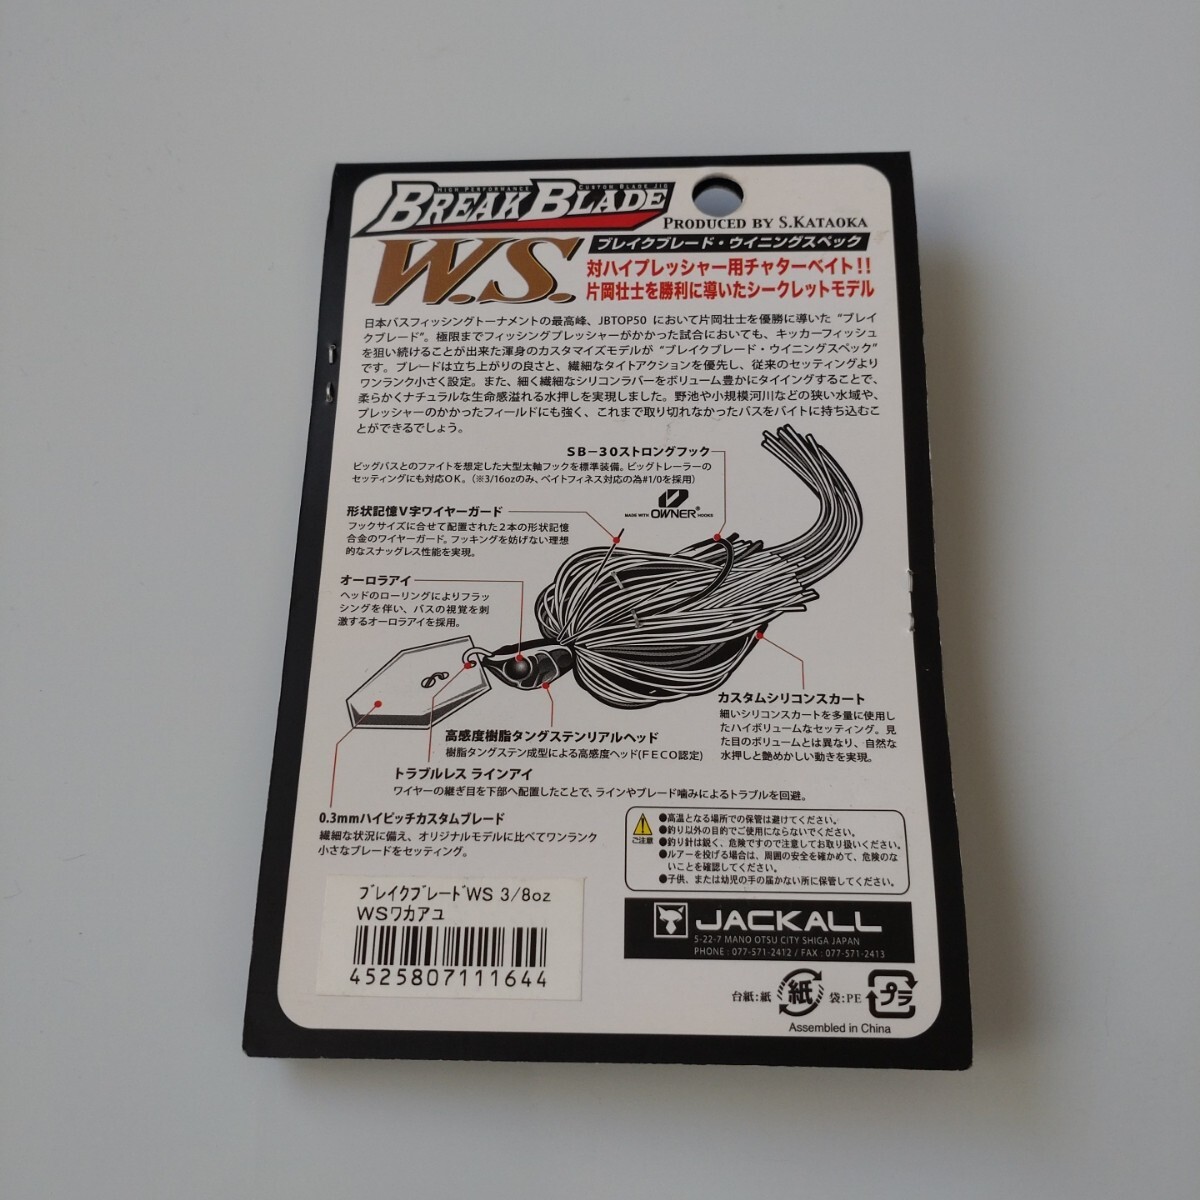 HIGH PERFORMANCE CUSTOM BLADE JIG
BREAK BLADE
PRODUCED BY S.KATAOKA
W.S.
ブレイクブレード・ウイニングスペック
対ハイプレッシャー用チャターベイト!!
片岡壮士を勝利に導いたシークレットモデル
日本バスフィッシングトーナメントの最高峰、JBTOP50 において片岡壮士を優勝に導いた “ブレイ
クブレード”。極限までフィッシングプレッシャーがかかった試合においても、キッカーフィッシュ
を狙い続けることが出来た渾身のカスタマイズモデルが “ブレイクブレード・ウイニングスペック”
です。ブレードは立ち上がりの良さと、繊細なタイトアクションを優先し、従来のセッティングより
ワンランク小さく設定。また、細く繊細なシリコンラバーをボリューム豊かにタイイングすることで、
柔らかくナチュラルな生命感溢れる水押しを実現しました。野池や小規模河川などの狭い水域や、
プレッシャーのかかったフィールドにも強く、これまで取り切れなかったバスをバイトに持ち込むこ
とができるでしょう。
SB-30ストロングフック
ビッグバスとのファイトを想定した大型太軸フックを標準装備。ビッグトレーラーの
セッティングにも対応OK。(※3/16ozのみ、ベイトフィネス対応の為#1/0を採用)
MADE WITH OWNER® HOOKS
形状記憶V字ワイヤーガード
フックサイズに合せて配置された2本の形状記憶
合金のワイヤーガード。フッキングを妨げない理想
的なスナッグレス性能を実現。
オーロラアイ
ヘッドのローリングによりフラッ
シングを伴い、バスの視覚を刺
激するオーロラアイを採用。
カスタムシリコンスカート
細いシリコンスカートを多量に使用し
たハイボリュームなセッティング。見
た目のボリュームとは異なり、自然な
水押しと艶めかしい動きを実現。
高感度樹脂タングステンリアルヘッド
樹脂タングステン成型による高感度ヘッド(FECO認定)
トラブルレス ラインアイ
ワイヤーの継ぎ目を下部へ配置したことで、ラインやブレード噛みによるトラブルを回避。
0.3mmハイピッチカスタムブレード
繊細な状況に備え、オリジナルモデルに比べてワンランク
小さなブレードをセッティング。
ご注意
●高温となる場所での保管は避けてください。
●釣り以外の目的でご使用にならないでください。
●釣り針は鋭く、危険ですので注意してお取り扱いください。
●ルアーを投げる場合は、周囲の安全を確かめて、危険のな
いことを確認してください。
●子供、または幼児の手の届かない所に保管してください。
ブレイクブレードWS 3/8oz
WSワカアユ
4525807111644
JACKALL
5-22-7 MANO OTSU CITY SHIGA JAPAN
PHONE : 077-571-2412 / FAX : 077-571-2413
台紙:紙 紙 袋:PE プラ
Assembled in China